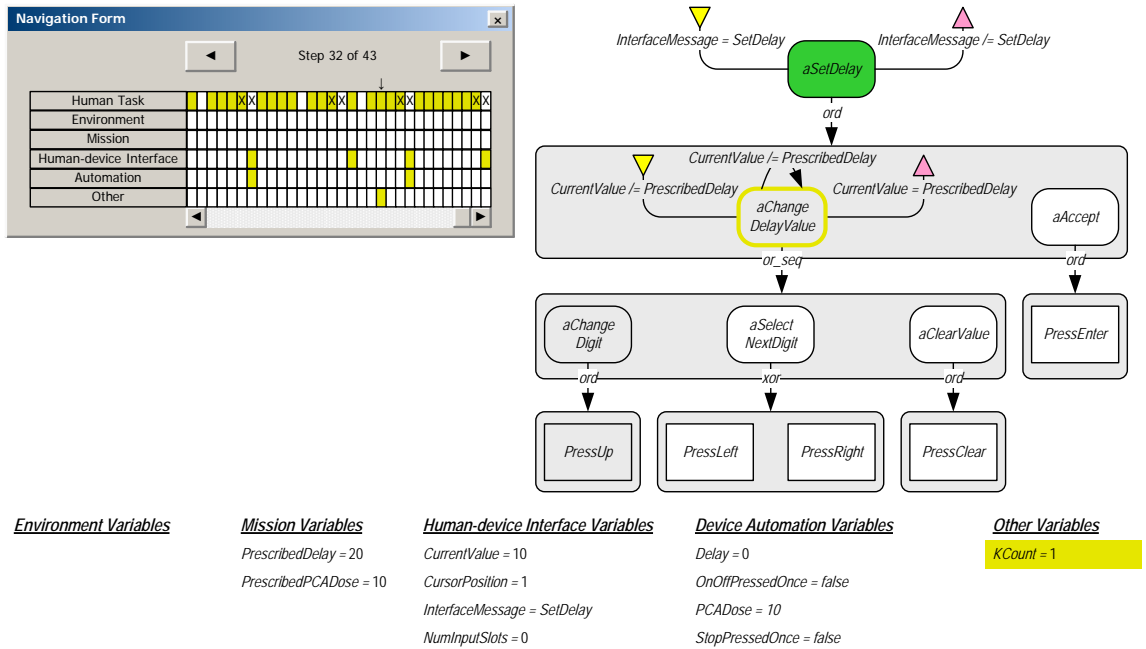 Navigation Form
×
◄ Step 32 of 43 ►
↓
Human Task X X X X X X X X
Environment
Mission
Human-device Interface
Automation
Other
◄ ►
InterfaceMessage = SetDelay
InterfaceMessage /= SetDelay
aSetDelay
ord
CurrentValue /= PrescribedDelay
CurrentValue /= PrescribedDelay
CurrentValue = PrescribedDelay
aChange
DelayValue
aAccept
or_seq
ord
aChange
Digit
aSelect
NextDigit
aClearValue
PressEnter
ord
xor
ord
PressUp
PressLeft
PressRight
PressClear
Environment Variables
Mission Variables
PrescribedDelay = 20
PrescribedPCADose = 10
Human-device Interface Variables
CurrentValue = 10
CursorPosition = 1
InterfaceMessage = SetDelay
NumInputSlots = 0
Device Automation Variables
Delay = 0
OnOffPressedOnce = false
PCADose = 10
StopPressedOnce = false
Other Variables
KCount = 1